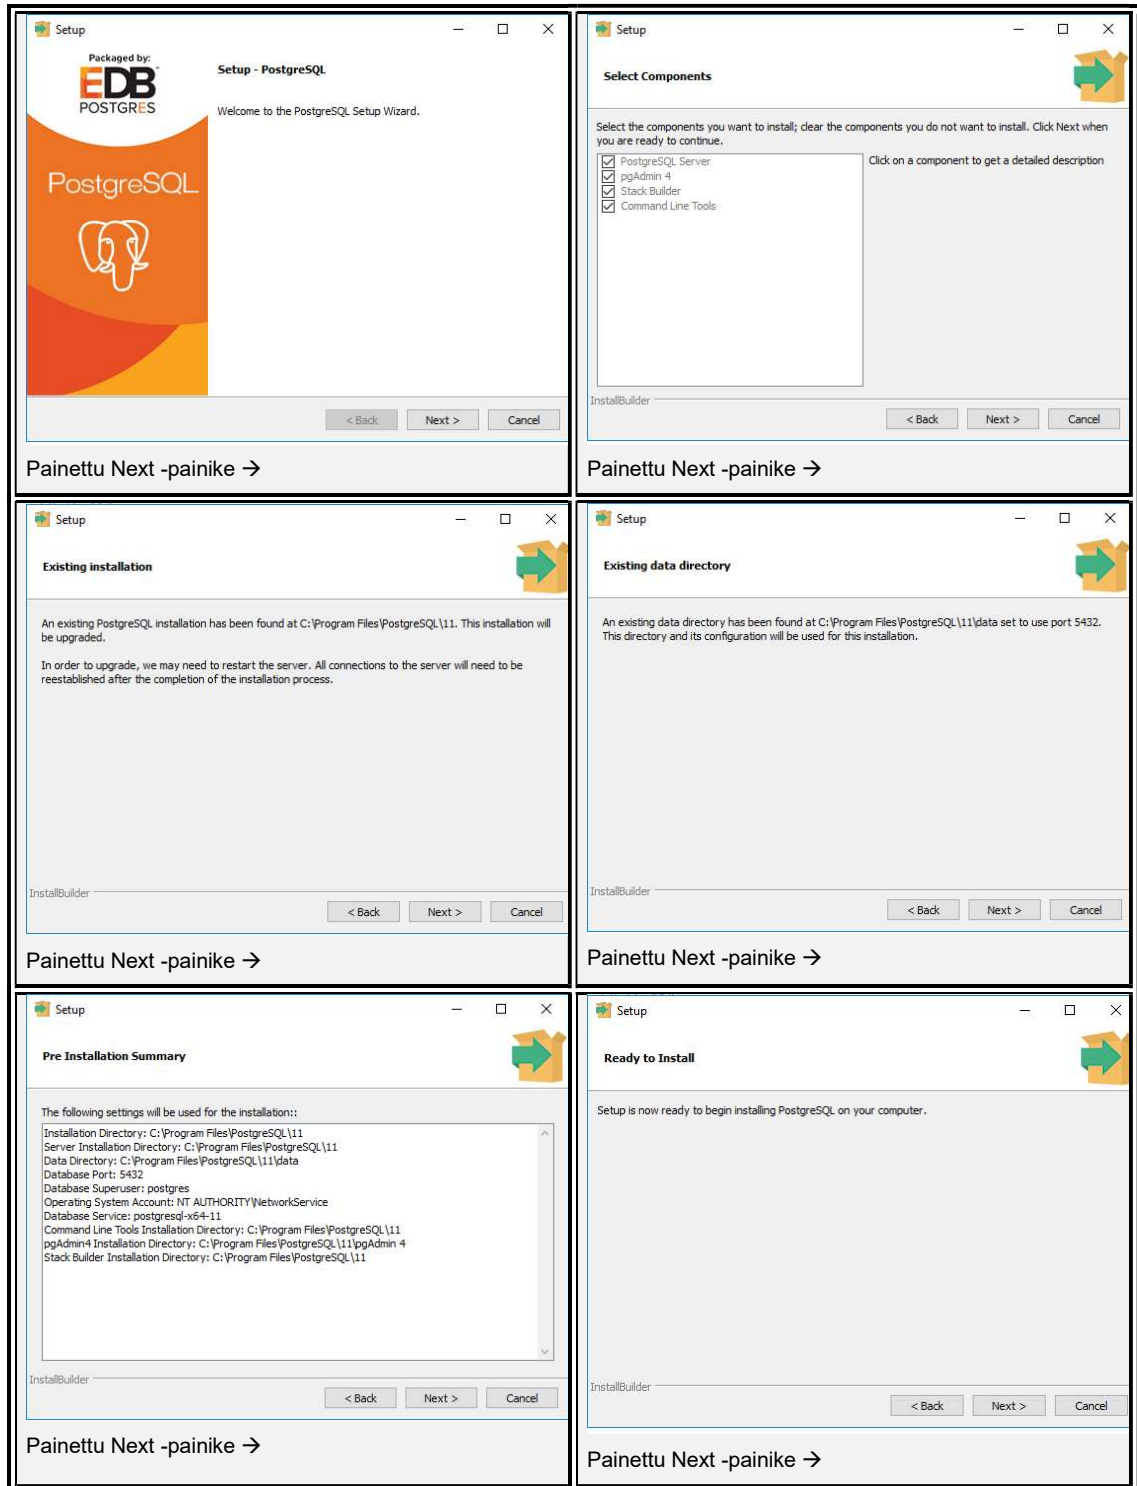 Setup
Packaged by:
EDB
POSTGRES
Setup - PostgreSQL
Welcome to the PostgreSQL Setup Wizard.
PostgreSQL
< Back
Next >
Cancel
Painettu Next -painike →
Setup
Select Components
Select the components you want to install; clear the components you do not want to install. Click Next when
you are ready to continue.
PostgreSQL Server
pgAdmin 4
Stack Builder
Command Line Tools
Click on a component to get a detailed description
InstallBuilder
< Back
Next >
Cancel
Painettu Next -painike →
Setup
Existing installation
An existing PostgreSQL installation has been found at C:\Program Files\PostgreSQL\11. This installation will
be upgraded.
In order to upgrade, we may need to restart the server. All connections to the server will need to be
reestablished after the completion of the installation process.
InstallBuilder
< Back
Next >
Cancel
Painettu Next -painike →
Setup
Existing data directory
An existing data directory has been found at C:\Program Files\PostgreSQL\11\data set to use port 5432.
This directory and its configuration will be used for this installation.
InstallBuilder
< Back
Next >
Cancel
Painettu Next -painike →
Setup
Pre Installation Summary
The following settings will be used for the installation::
Installation Directory: C:\Program Files\PostgreSQL\11
Server Installation Directory: C:\Program Files\PostgreSQL\11
Data Directory: C:\Program Files\PostgreSQL\11\data
Database Port: 5432
Database Superuser: postgres
Operating System Account: NT AUTHORITY\NetworkService
Database Service: postgresql-x64-11
Command Line Tools Installation Directory: C:\Program Files\PostgreSQL\11
pgAdmin4 Installation Directory: C:\Program Files\PostgreSQL\11\pgAdmin 4
Stack Builder Installation Directory: C:\Program Files\PostgreSQL\11
InstallBuilder
< Back
Next >
Cancel
Painettu Next -painike →
Setup
Ready to Install
Setup is now ready to begin installing PostgreSQL on your computer.
InstallBuilder
< Back
Next >
Cancel
Painettu Next -painike →